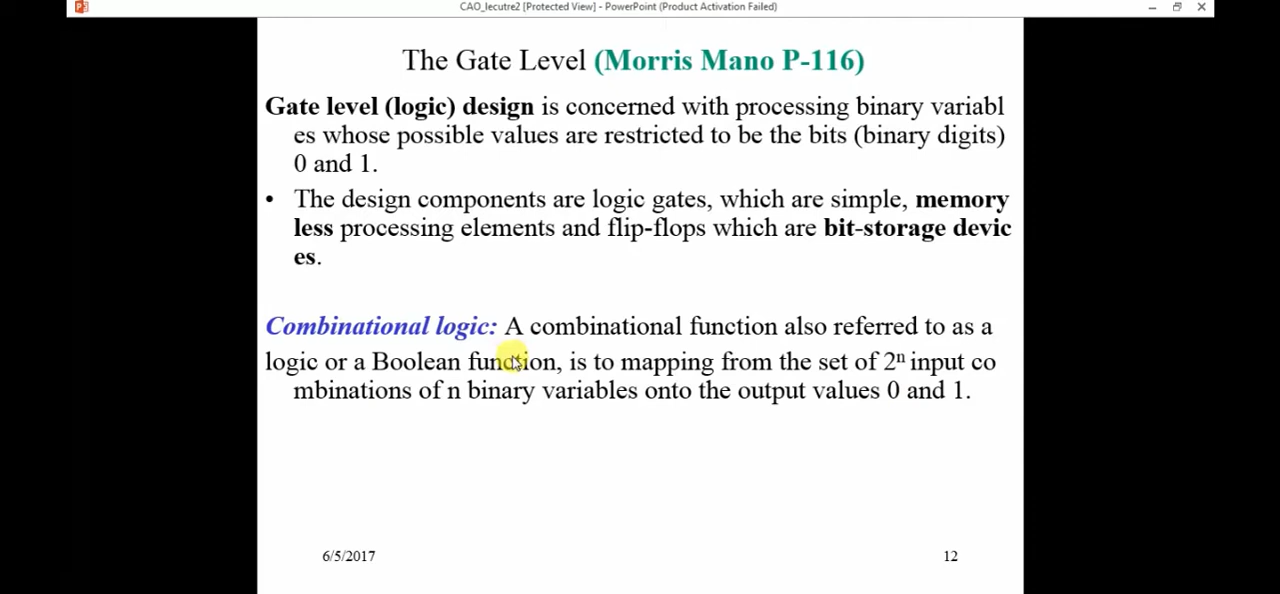 CAO_lecutre2 [Protected View] - PowerPoint (Product Activation Failed)
The Gate Level (Morris Mano P-116)
Gate level (logic) design is concerned with processing binary variabl
es whose possible values are restricted to be the bits (binary digits)
0 and 1.
• The design components are logic gates, which are simple, memory
less processing elements and flip-flops which are bit-storage devic
es.
Combinational logic: A combinational function also referred to as a
logic or a Boolean function, is to mapping from the set of 2ⁿ input co
mbinations of n binary variables onto the output values 0 and 1.
6/5/2017
12